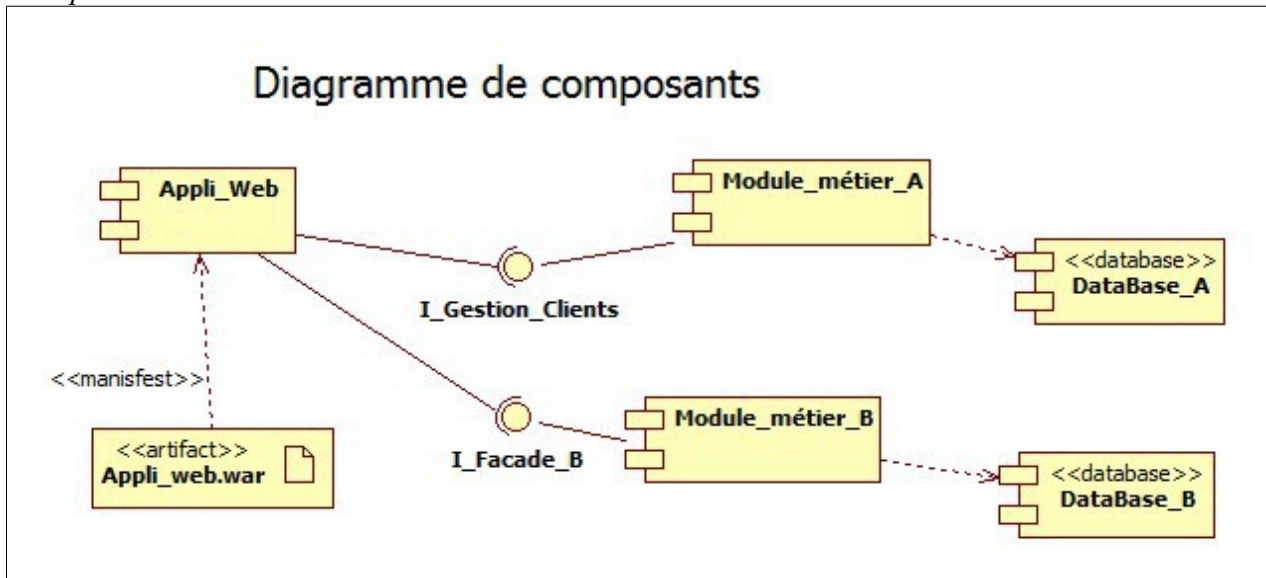 Diagramme de composants
Appli_Web
Module_métier_A
<<database>>
DataBase_A
I_Gestion_Clients
<<manisfest>>
Module_métier_B
<<artifact>>
Appli_web.war
I_Facade_B
<<database>>
DataBase_B